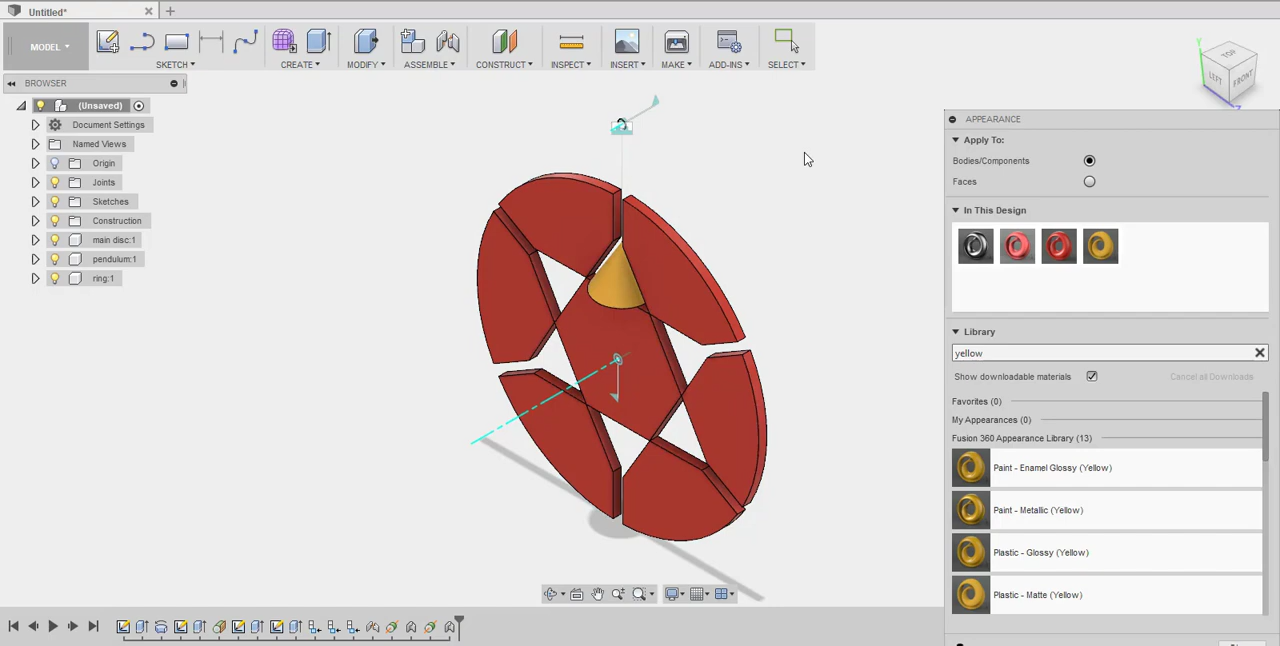 Untitled*
MODEL
SKETCH
CREATE
MODIFY
ASSEMBLE
CONSTRUCT
INSPECT
INSERT
MAKE
ADD-INS
SELECT
TOP
LEFT
FRONT
Y
Z
BROWSER
(Unsaved)
Document Settings
Named Views
Origin
Joints
Sketches
Construction
main disc:1
pendulum:1
ring:1
APPEARANCE
Apply To:
Bodies/Components
Faces
In This Design
Library
yellow
Show downloadable materials
Cancel all Downloads
Favorites (0)
My Appearances (0)
Fusion 360 Appearance Library (13)
Paint - Enamel Glossy (Yellow)
Paint - Metallic (Yellow)
Plastic - Glossy (Yellow)
Plastic - Matte (Yellow)